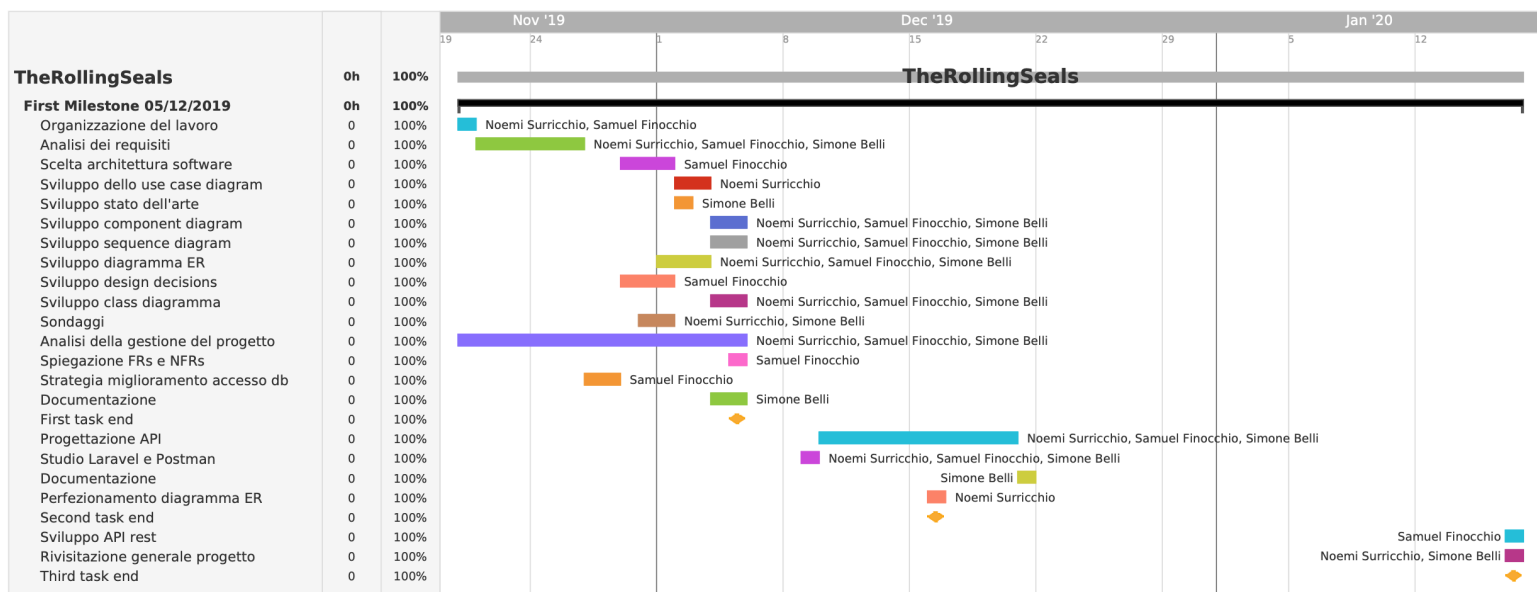 Nov '19 Dec '19 Jan '20
19 24 1 8 15 22 29 5 12
TheRollingSeals 0h 100% TheRollingSeals
First Milestone 05/12/2019 0h 100%
Organizzazione del lavoro 0 100% Noemi Surricchio, Samuel Finocchio
Analisi dei requisiti 0 100% Noemi Surricchio, Samuel Finocchio, Simone Belli
Scelta architettura software 0 100% Samuel Finocchio
Sviluppo dello use case diagram 0 100% Noemi Surricchio
Sviluppo stato dell'arte 0 100% Simone Belli
Sviluppo component diagram 0 100% Noemi Surricchio, Samuel Finocchio, Simone Belli
Sviluppo sequence diagram 0 100% Noemi Surricchio, Samuel Finocchio, Simone Belli
Sviluppo diagramma ER 0 100% Noemi Surricchio, Samuel Finocchio, Simone Belli
Sviluppo design decisions 0 100% Samuel Finocchio
Sviluppo class diagramma 0 100% Noemi Surricchio, Samuel Finocchio, Simone Belli
Sondaggi 0 100% Noemi Surricchio, Simone Belli
Analisi della gestione del progetto 0 100% Noemi Surricchio, Samuel Finocchio, Simone Belli
Spiegazione FRs e NFRs 0 100% Samuel Finocchio
Strategia miglioramento accesso db 0 100% Samuel Finocchio
Documentazione 0 100% Simone Belli
First task end 0 100%
Progettazione API 0 100% Noemi Surricchio, Samuel Finocchio, Simone Belli
Studio Laravel e Postman 0 100% Noemi Surricchio, Samuel Finocchio, Simone Belli
Documentazione 0 100% Simone Belli
Perfezionamento diagramma ER 0 100% Noemi Surricchio
Second task end 0 100%
Sviluppo API rest 0 100% Samuel Finocchio
Rivisitazione generale progetto 0 100% Noemi Surricchio, Simone Belli
Third task end 0 100%